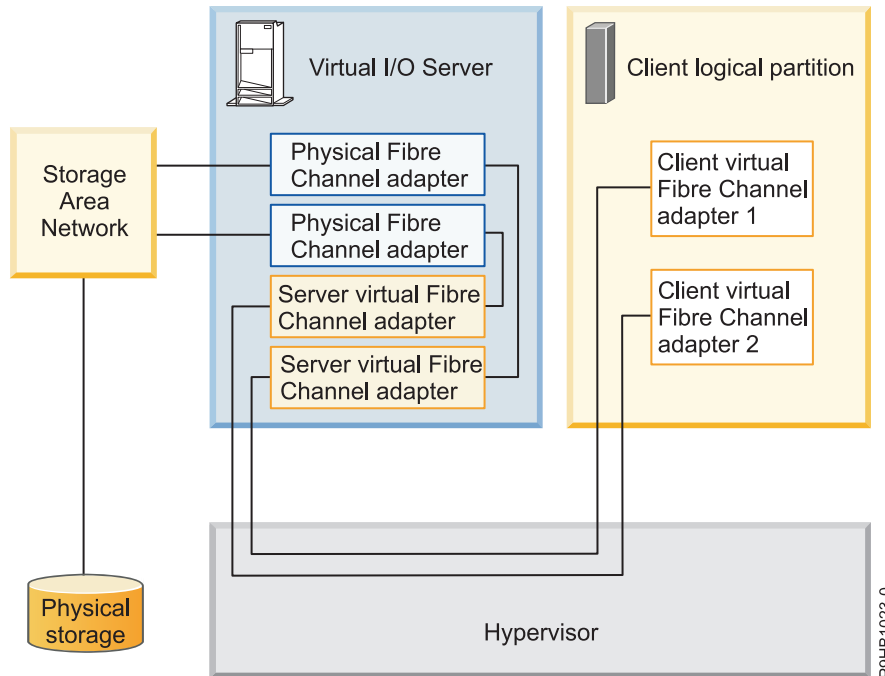 Virtual I/O Server
Client logical partition
Storage
Area
Network
Physical Fibre
Channel adapter
Physical Fibre
Channel adapter
Server virtual Fibre
Channel adapter
Server virtual Fibre
Channel adapter
Client virtual
Fibre Channel
adapter 1
Client virtual
Fibre Channel
adapter 2
Physical
storage
Hypervisor